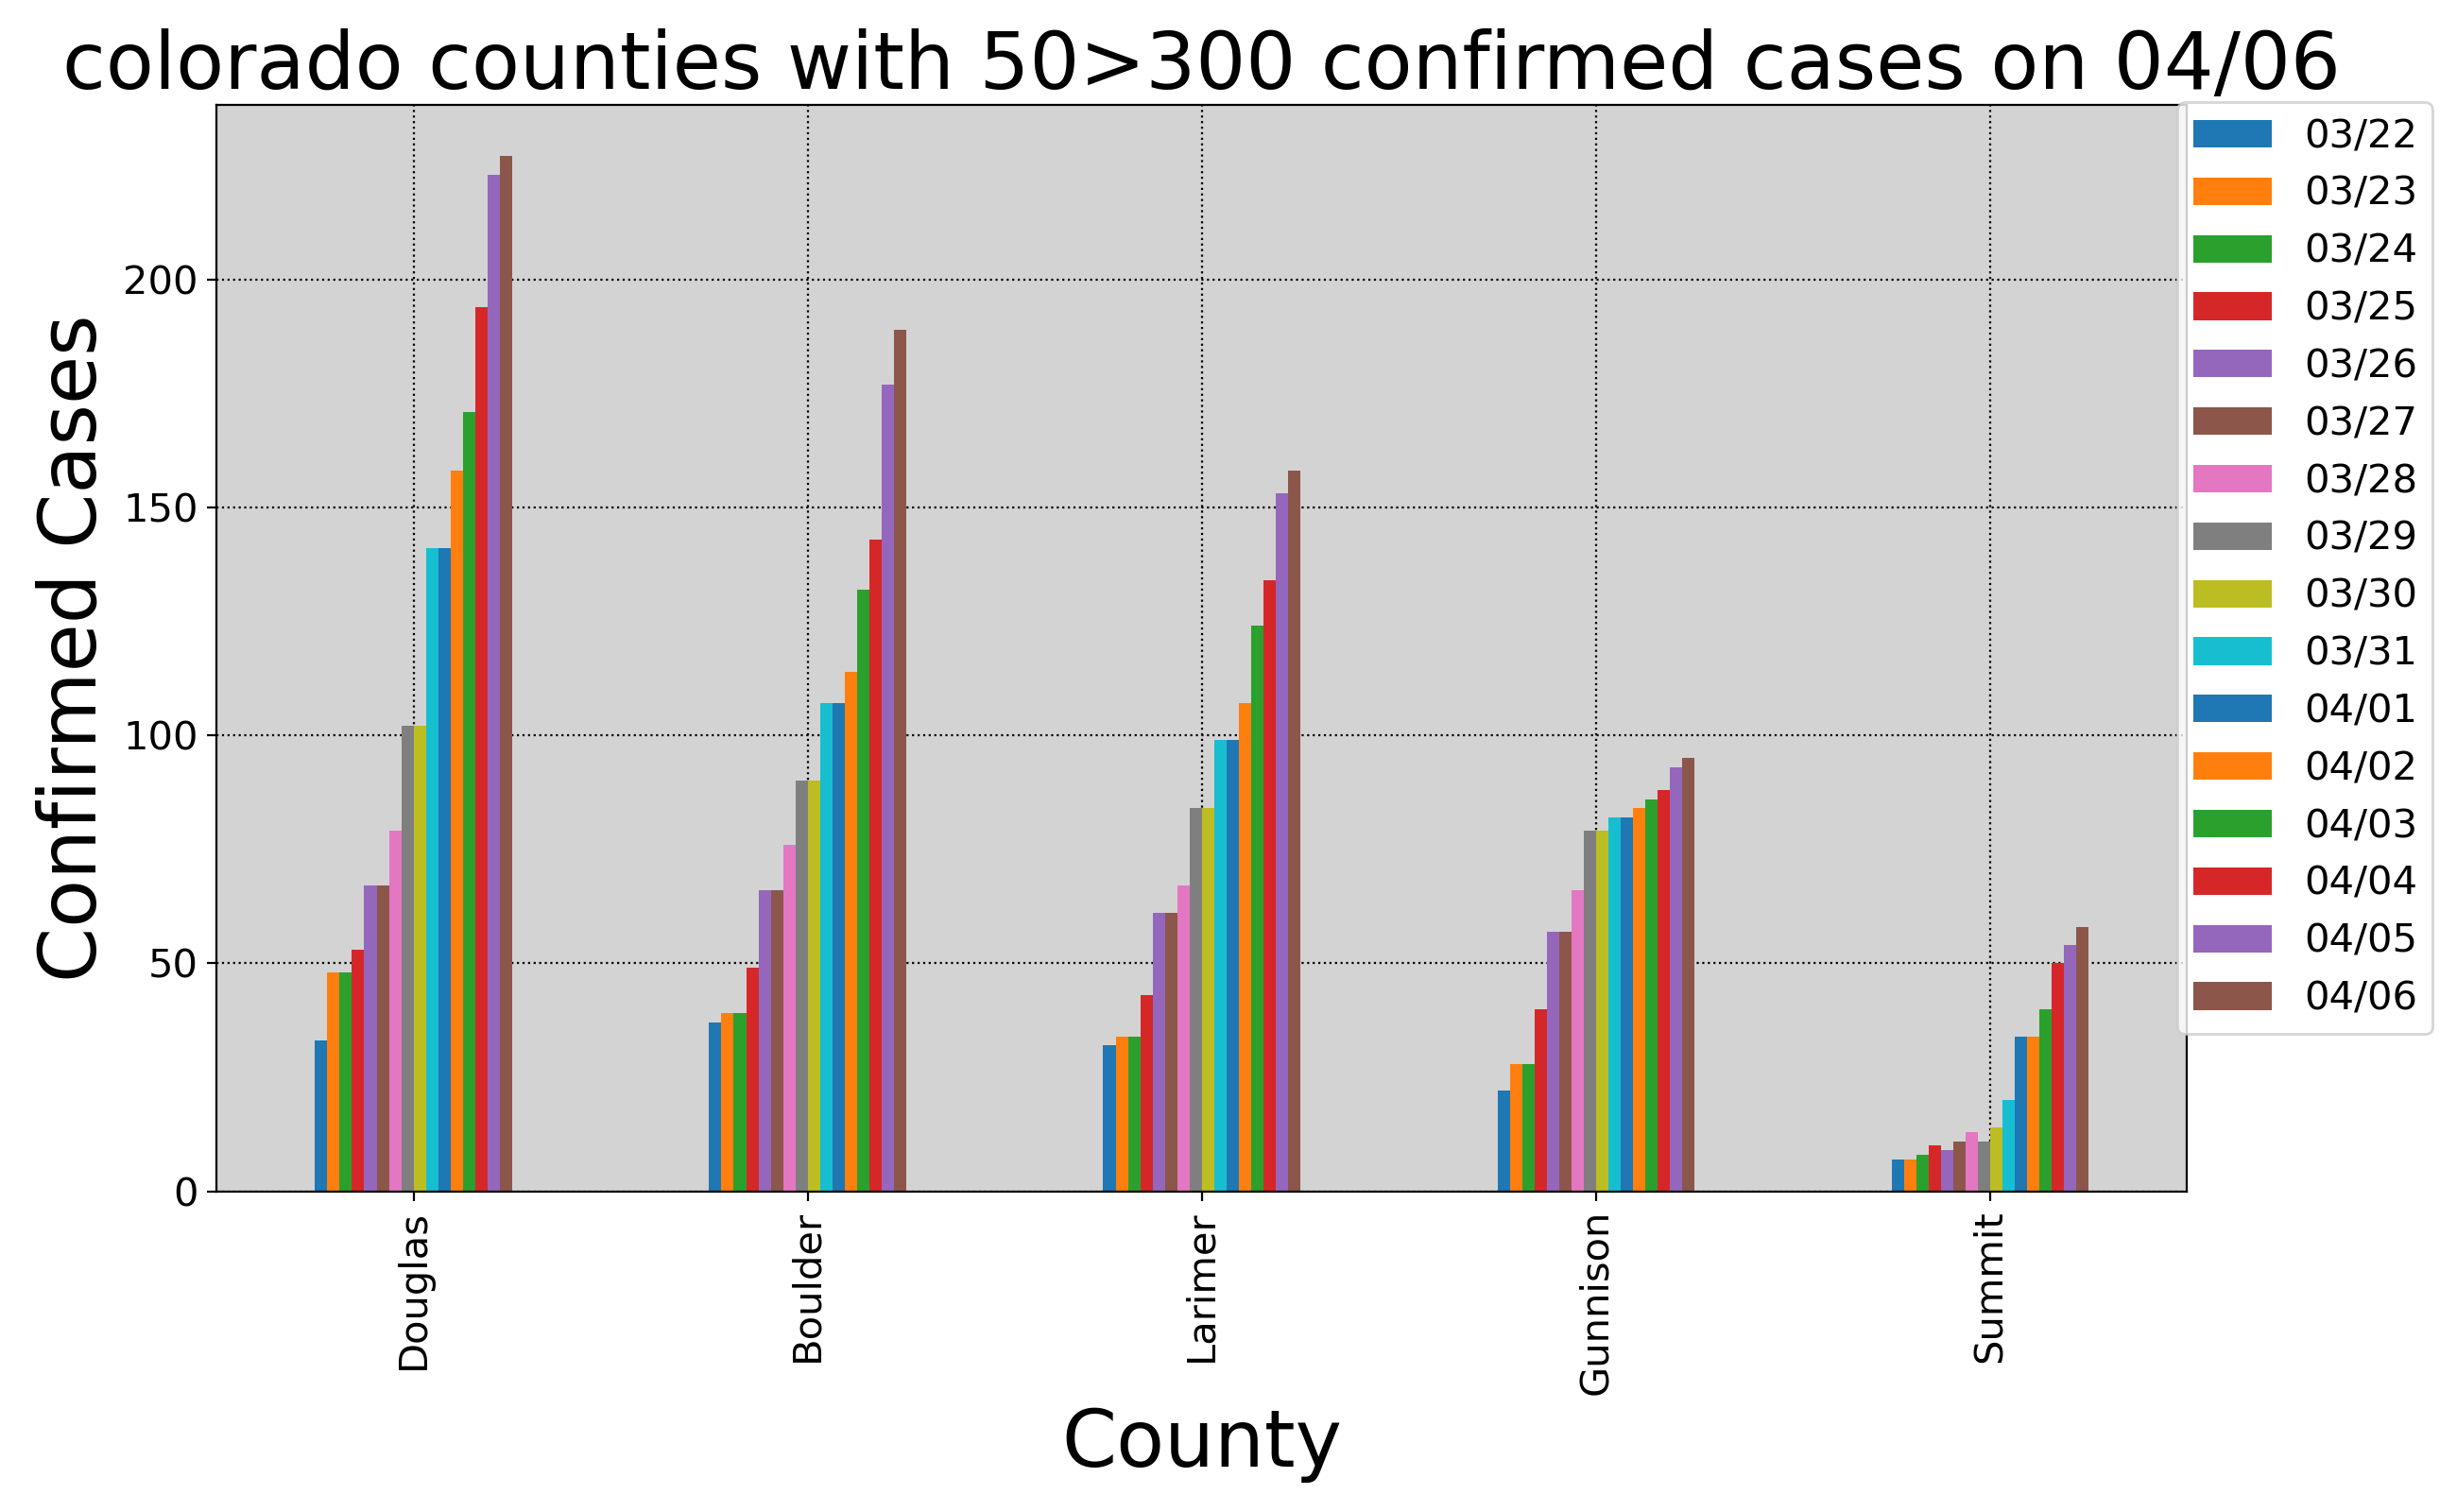 colorado counties with 50>300 confirmed cases on 04/06
Confirmed Cases
200
150
100
50
0
Douglas
Boulder
Larimer
Gunnison
Summit
County
03/22
03/23
03/24
03/25
03/26
03/27
03/28
03/29
03/30
03/31
04/01
04/02
04/03
04/04
04/05
04/06